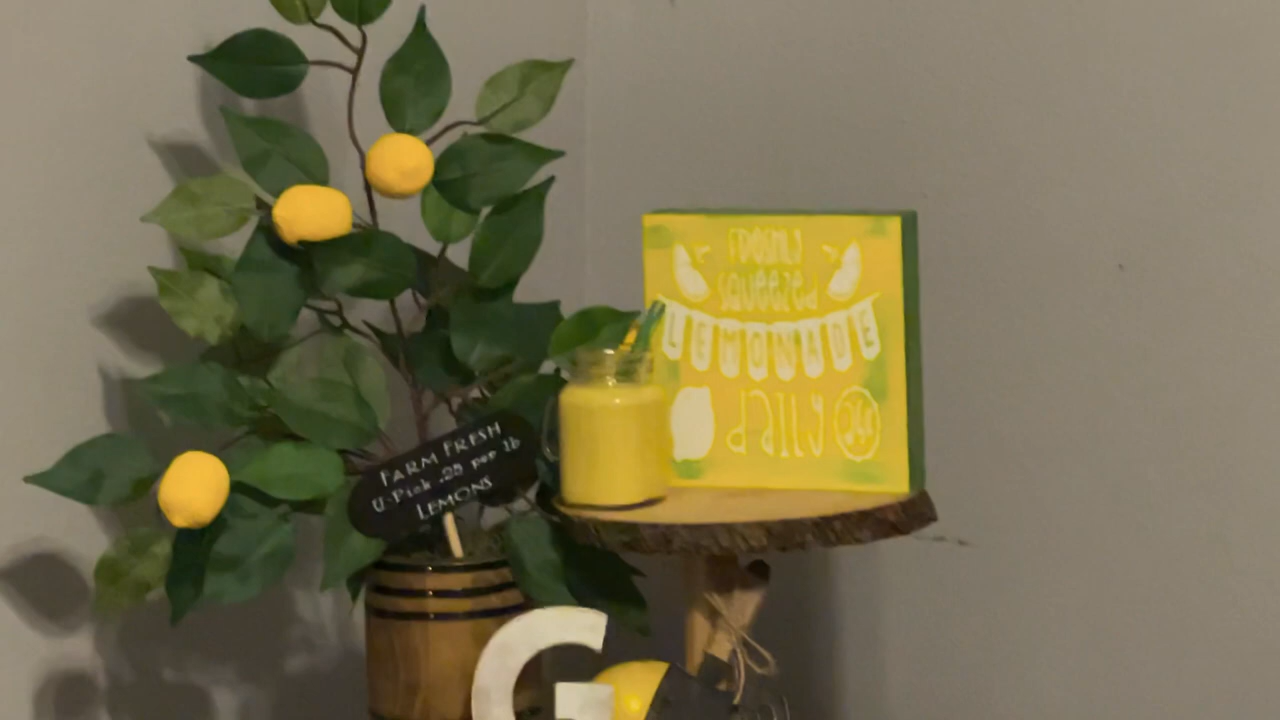 FARM FRESH
U-Pick .25 per lb
LEMONS
FRESHLY
SQUEEZED
LEMONADE
DAILY
G